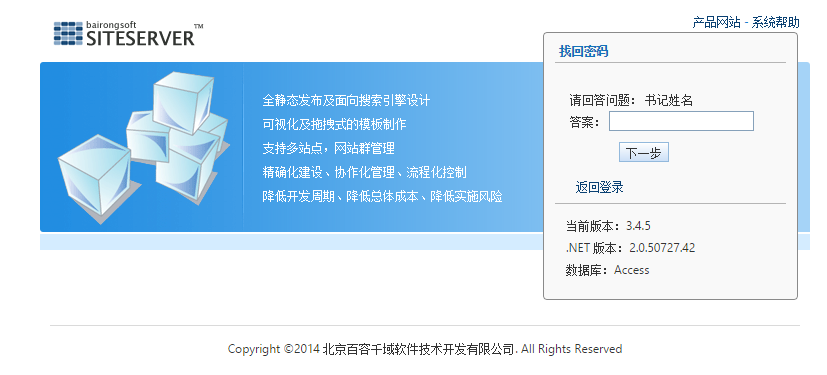 bairongsoft
SITESERVER™
产品网站 - 系统帮助
找回密码
全静态发布及面向搜索引擎设计
可视化及拖拽式的模板制作
支持多站点，网站群管理
精确化建设、协作化管理、流程化控制
降低开发周期、降低总体成本、降低实施风险
请回答问题： 书记姓名
答案：
下一步
返回登录
当前版本：3.4.5
.NET 版本：2.0.50727.42
数据库：Access
Copyright ©2014 北京百容千域软件技术开发有限公司. All Rights Reserved